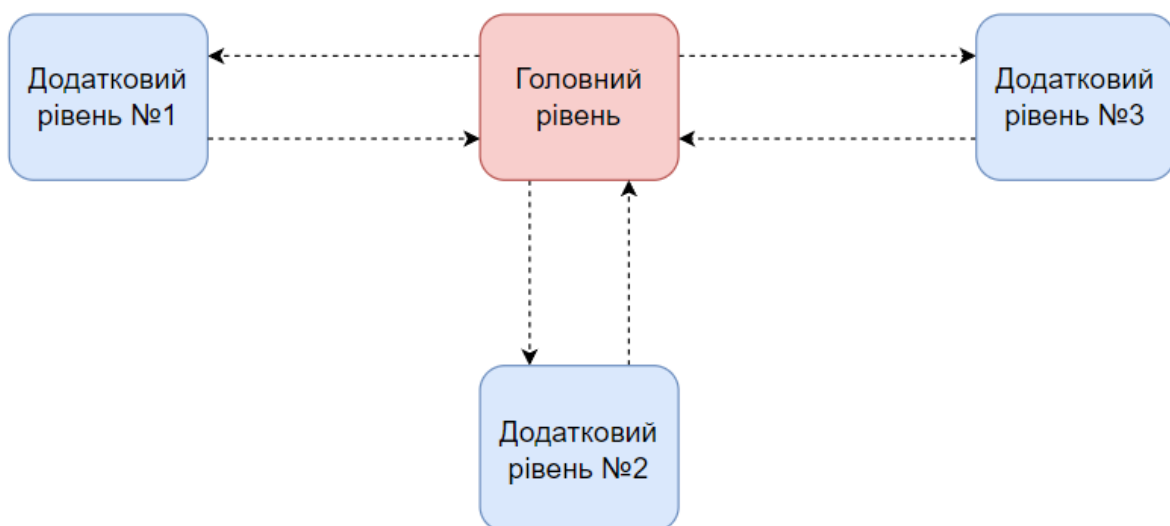 Додатковий
рівень №1
Головний
рівень
Додатковий
рівень №3
Додатковий
рівень №2